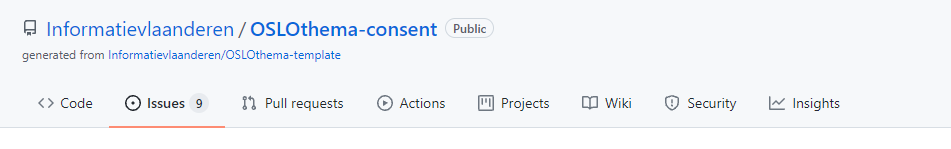 Informatievlaanderen / OSLOthema-consent Public
generated from Informatievlaanderen/OSLOthema-template
Code Issues 9 Pull requests Actions Projects Wiki Security Insights